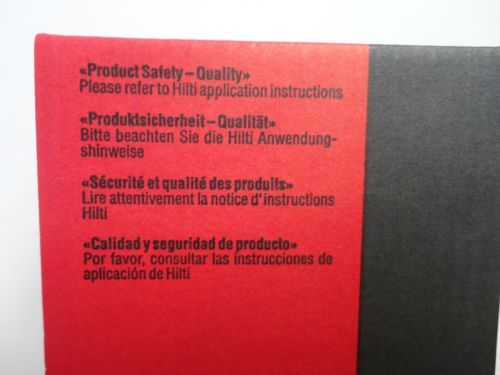 «Product Safety – Quality»
Please refer to Hilti application instructions
«Produktsicherheit – Qualität»
Bitte beachten Sie die Hilti Anwendung-
shinweise
«Sécurité et qualité des produits»
Lire attentivement la notice d'instructions
Hilti
«Calidad y seguridad de producto»
Por favor, consultar las instrucciones de
aplicación de Hilti